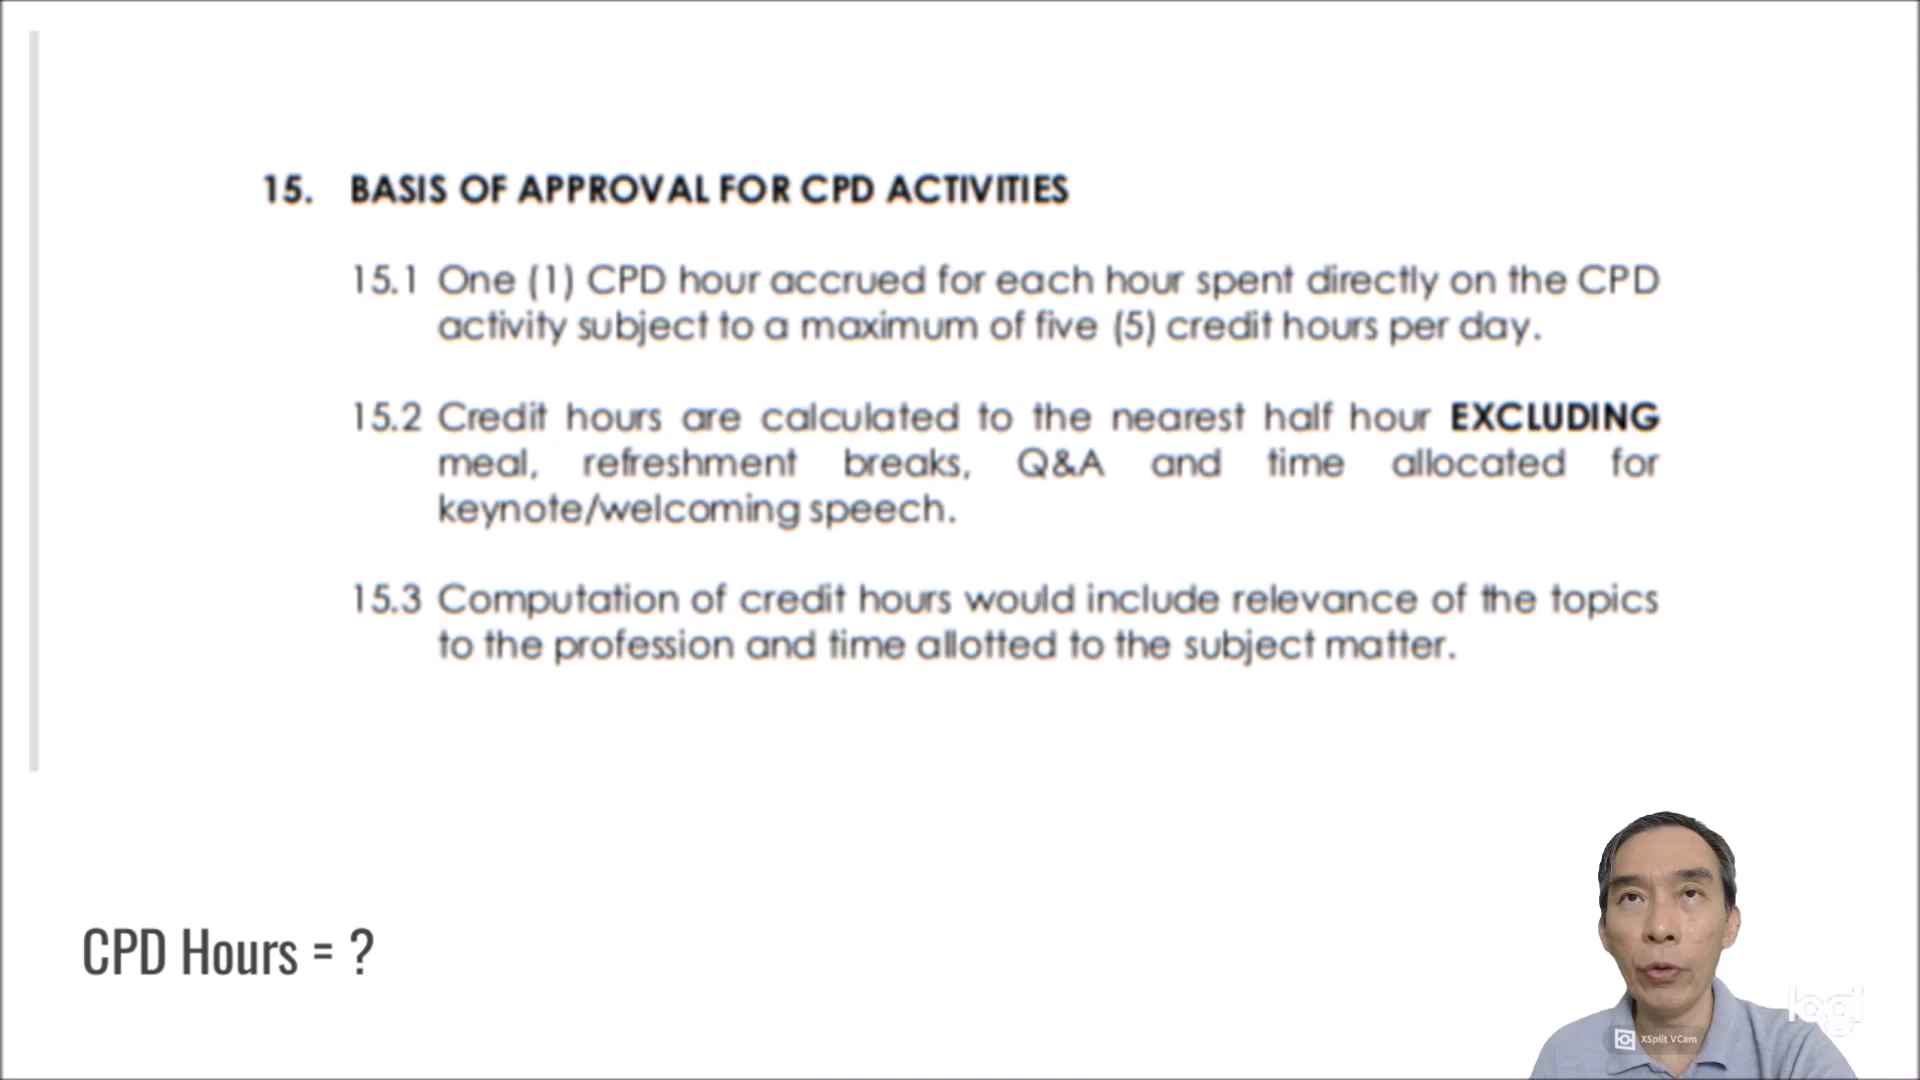 15. BASIS OF APPROVAL FOR CPD ACTIVITIES
15.1 One (1) CPD hour accrued for each hour spent directly on the CPD
activity subject to a maximum of five (5) credit hours per day.
15.2 Credit hours are calculated to the nearest half hour EXCLUDING
meal, refreshment breaks, Q&A and time allocated for
keynote/welcoming speech.
15.3 Computation of credit hours would include relevance of the topics
to the profession and time allotted to the subject matter.
CPD Hours = ?
logi
XSplit VCam